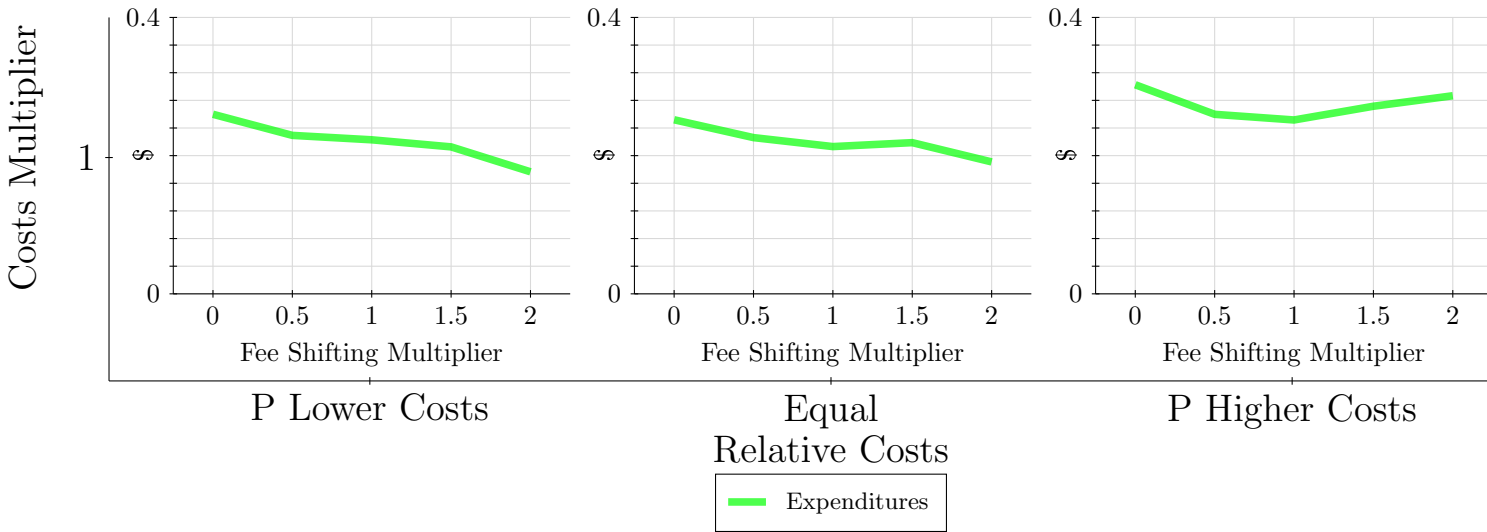 Costs Multiplier
1
0.4
0
$
0 0.5 1 1.5 2
Fee Shifting Multiplier
0.4
0
$
0 0.5 1 1.5 2
Fee Shifting Multiplier
0.4
0
$
0 0.5 1 1.5 2
Fee Shifting Multiplier
P Lower Costs
Equal
P Higher Costs
Relative Costs
Expenditures